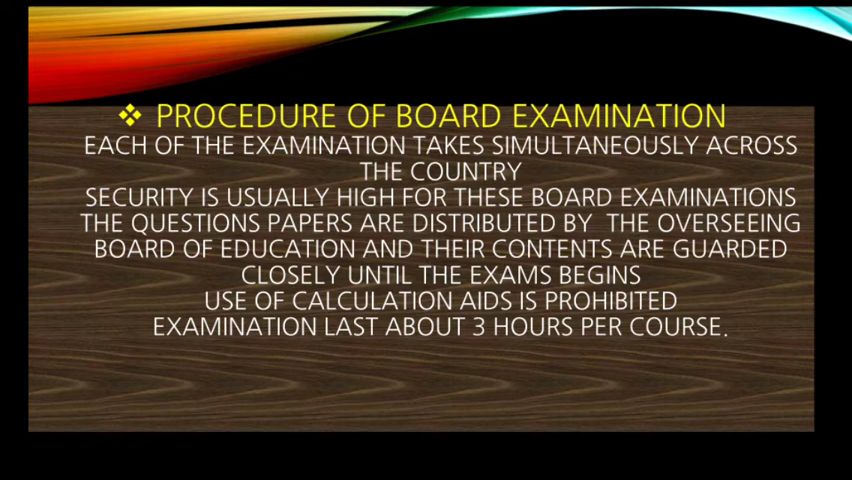 ❖ PROCEDURE OF BOARD EXAMINATION
EACH OF THE EXAMINATION TAKES SIMULTANEOUSLY ACROSS
THE COUNTRY
SECURITY IS USUALLY HIGH FOR THESE BOARD EXAMINATIONS
THE QUESTIONS PAPERS ARE DISTRIBUTED BY THE OVERSEEING
BOARD OF EDUCATION AND THEIR CONTENTS ARE GUARDED
CLOSELY UNTIL THE EXAMS BEGINS
USE OF CALCULATION AIDS IS PROHIBITED
EXAMINATION LAST ABOUT 3 HOURS PER COURSE.